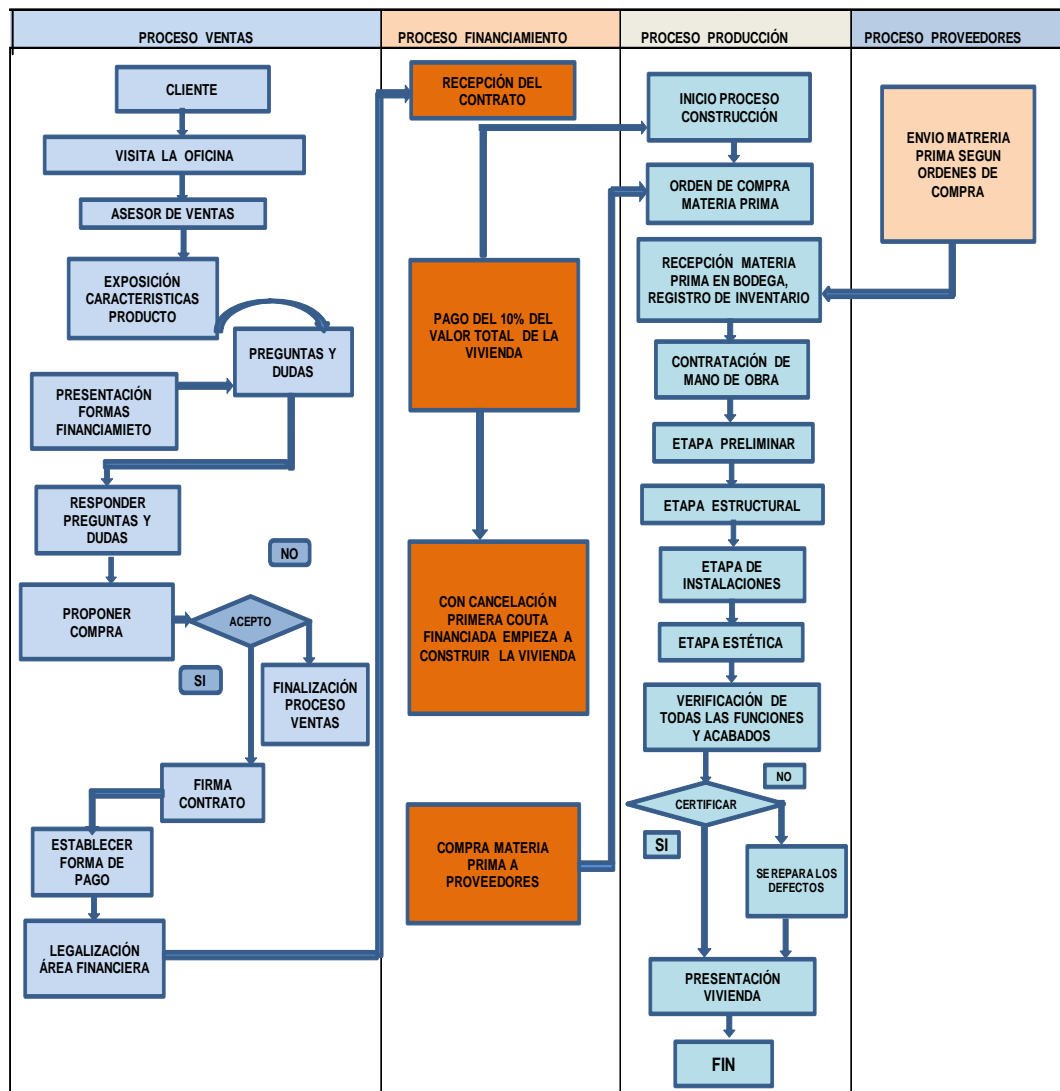 PROCESO VENTAS
CLIENTE
VISITA LA OFICINA
ASESOR DE VENTAS
EXPOSICIÓN
CARACTERISTICAS
PRODUCTO
PREGUNTAS Y
DUDAS
PRESENTACIÓN
FORMAS
FINANCIAMIETO
RESPONDER
PREGUNTAS Y
DUDAS
NO
PROPONER
COMPRA
ACEPTO
SI
FINALIZACIÓN
PROCESO
VENTAS
FIRMA
CONTRATO
ESTABLECER
FORMA DE
PAGO
LEGALIZACIÓN
ÁREA FINANCIERA
PROCESO FINANCIAMIENTO
RECEPCIÓN DEL
CONTRATO
PAGO DEL 10% DEL
VALOR TOTAL DE LA
VIVIENDA
CON CANCELACIÓN
PRIMERA COUTA
FINANCIADA EMPIEZA A
CONSTRUIR LA VIVIENDA
COMPRA MATERIA
PRIMA A
PROVEEDORES
PROCESO PRODUCCIÓN
INICIO PROCESO
CONSTRUCCIÓN
ORDEN DE COMPRA
MATERIA PRIMA
RECEPCIÓN MATERIA
PRIMA EN BODEGA,
REGISTRO DE INVENTARIO
CONTRATACIÓN DE
MANO DE OBRA
ETAPA PRELIMINAR
ETAPA ESTRUCTURAL
ETAPA DE
INSTALACIONES
ETAPA ESTÉTICA
VERIFICACIÓN DE
TODAS LAS FUNCIONES
Y ACABADOS
NO
CERTIFICAR
SI
SE REPARA LOS
DEFECTOS
PRESENTACIÓN
VIVIENDA
FIN
PROCESO PROVEEDORES
ENVIO MATRERIA
PRIMA SEGUN
ORDENES DE
COMPRA